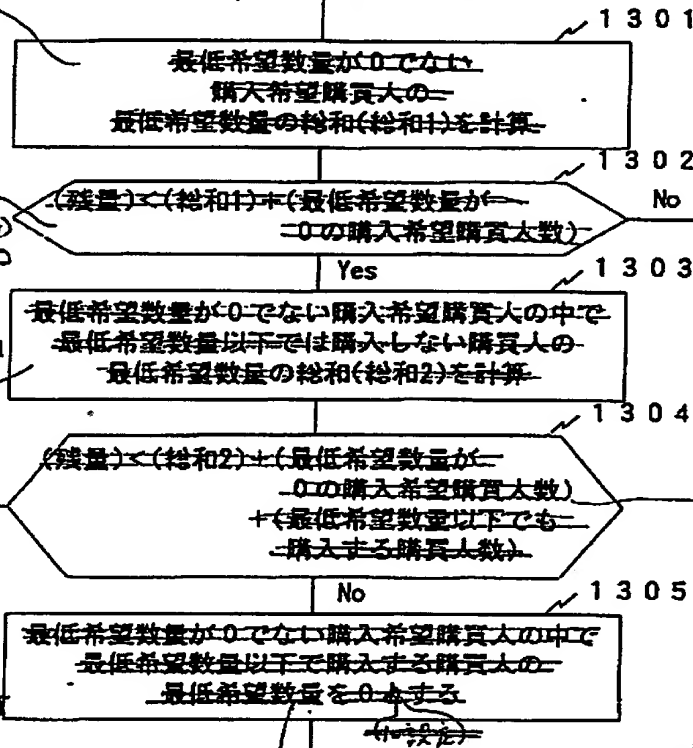 1301
最低希望数量が0でない
購入希望購買人の
最低希望数量の総和(総和1)を計算
1302
(残量)<(総和1)+(最低希望数量が
0の購入希望購買人数)
No
Yes
1303
最低希望数量が0でない購入希望購買人の中で
最低希望数量以下では購入しない購買人の
最低希望数量の総和(総和2)を計算
1304
(残量)<(総和2)+(最低希望数量が
0の購入希望購買人数)
+(最低希望数量以下でも
購入する購買人数)
No
1305
最低希望数量が0でない購入希望購買人の中で
最低希望数量以下で購入する購買人の
最低希望数量を0とする